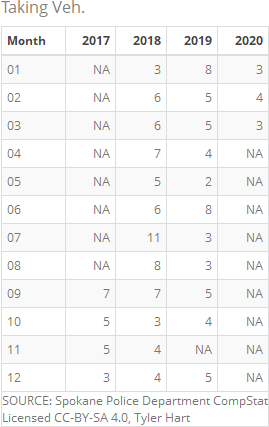 Taking Veh.
Month 2017 2018 2019 2020
01 NA 3 8 3
02 NA 6 5 4
03 NA 6 5 3
04 NA 7 4 NA
05 NA 5 2 NA
06 NA 6 8 NA
07 NA 11 3 NA
08 NA 8 3 NA
09 7 7 5 NA
10 5 3 4 NA
11 5 4 NA NA
12 3 4 5 NA
SOURCE: Spokane Police Department CompStat
Licensed CC-BY-SA 4.0, Tyler Hart